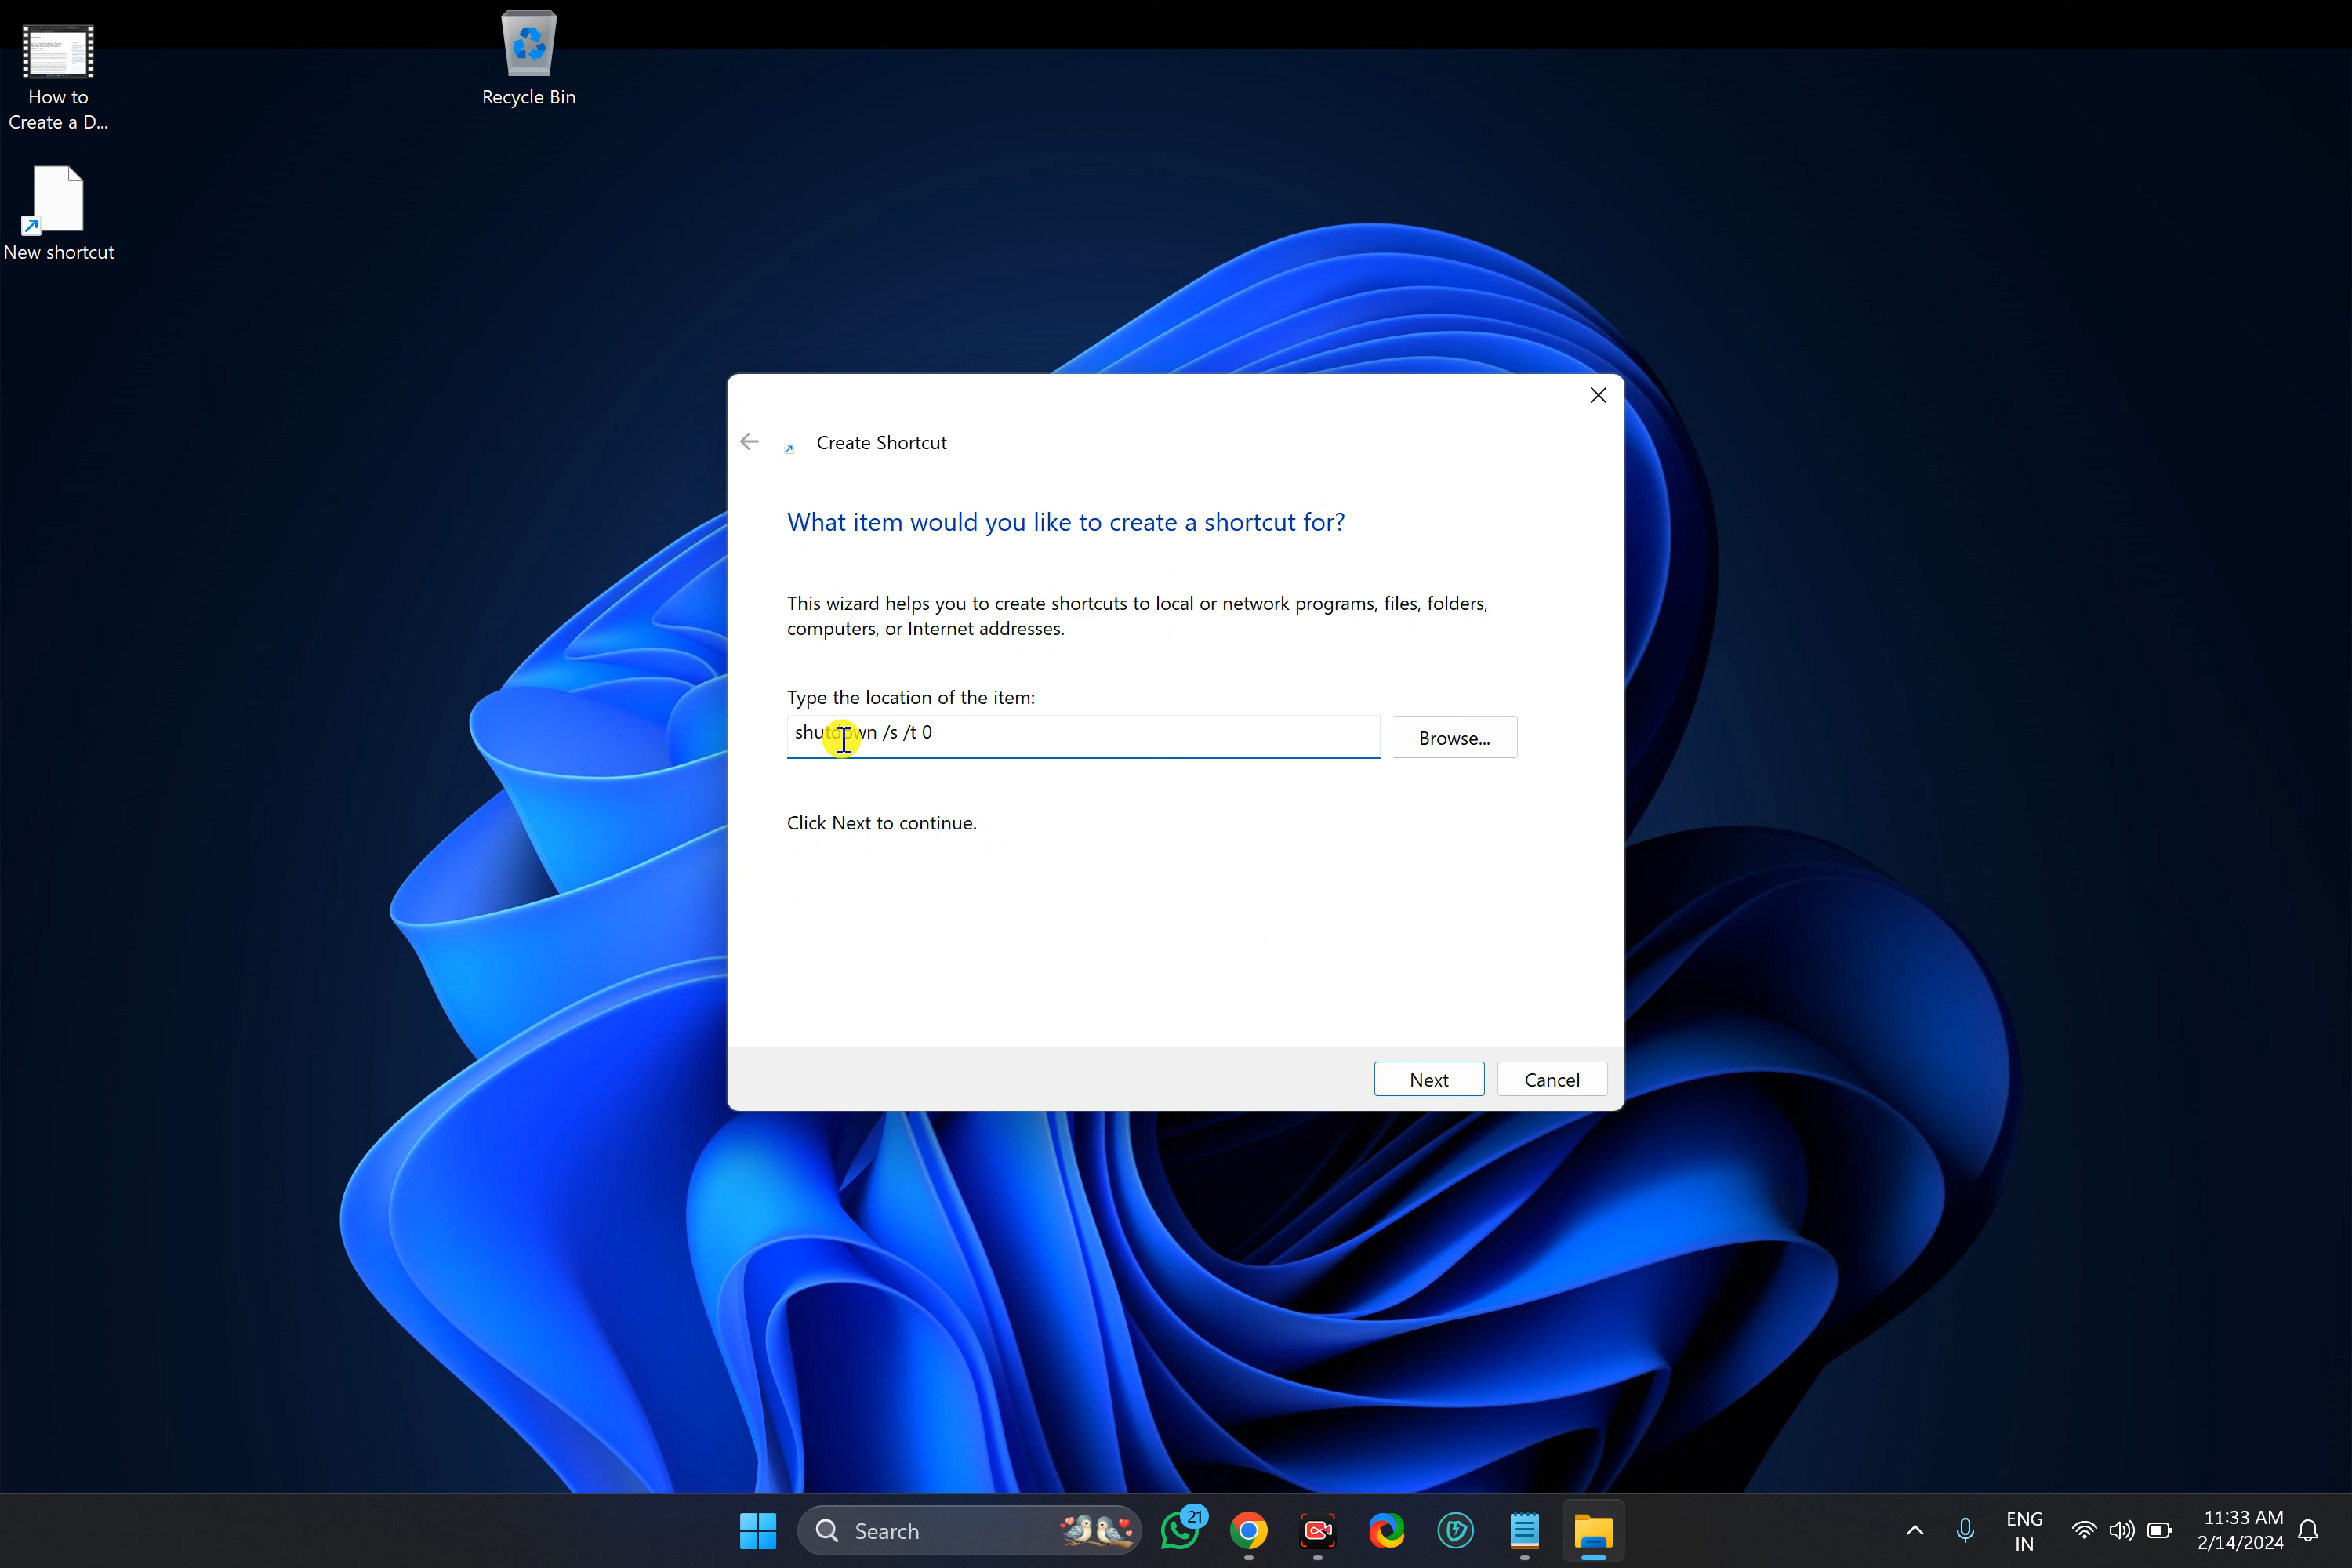 How to
Create a D...
Recycle Bin
New shortcut
Create Shortcut
What item would you like to create a shortcut for?
This wizard helps you to create shortcuts to local or network programs, files, folders,
computers, or Internet addresses.
Type the location of the item:
shutdown /s /t 0
Browse...
Click Next to continue.
Next
Cancel
Search
21
ENG
IN
11:33 AM
2/14/2024